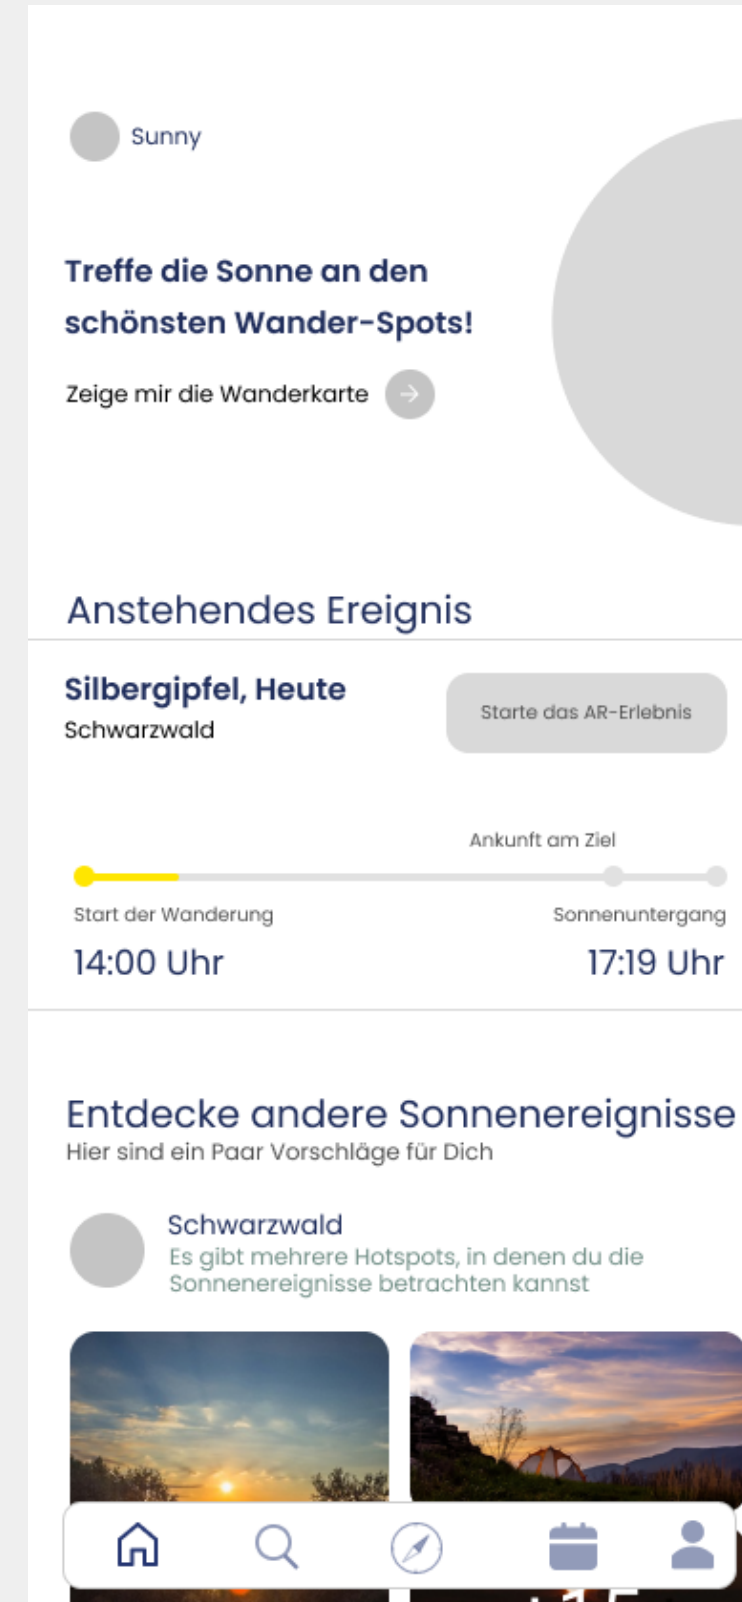 Sunny
Treffe die Sonne an den
schönsten Wander-Spots!
Zeige mir die Wanderkarte
Anstehendes Ereignis
Silbergipfel, Heute
Schwarzwald
Starte das AR-Erlebnis
Ankunft am Ziel
Start der Wanderung
Sonnenuntergang
14:00 Uhr
17:19 Uhr
Entdecke andere Sonnenereignisse
Hier sind ein Paar Vorschläge für Dich
Schwarzwald
Es gibt mehrere Hotspots, in denen du die
Sonnenereignisse betrachten kannst